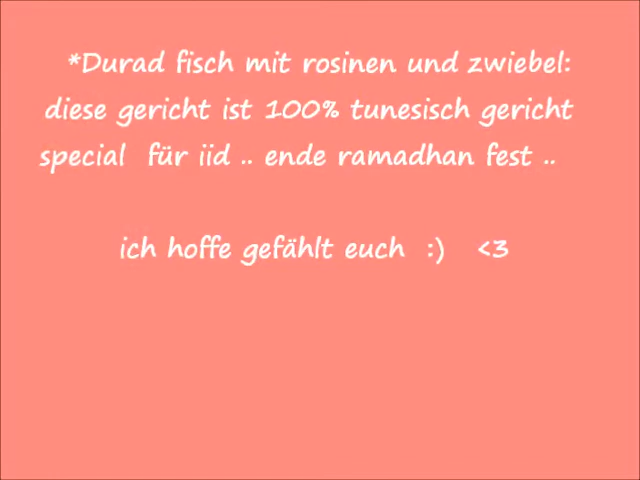 *Durad fisch mit rosinen und zwiebel:
diese gericht ist 100% tunesisch gericht
special für iid .. ende ramadhan fest ..
ich hoffe gefählt euch :) <3